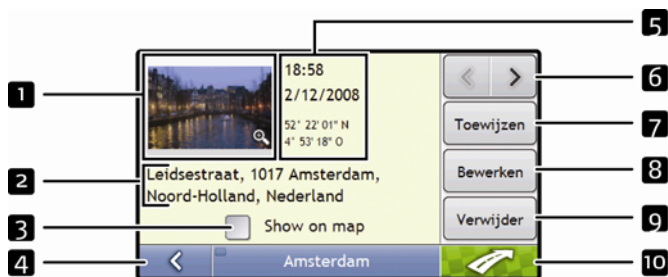 5
18:58
2/12/2008
52° 22' 01" N
4° 53' 18" O
6
1
Toewijzen
7
2
Leidsestraat, 1017 Amsterdam,
Noord-Holland, Nederland
Bewerken
8
3
Show on map
Verwijder
9
4
Amsterdam
10